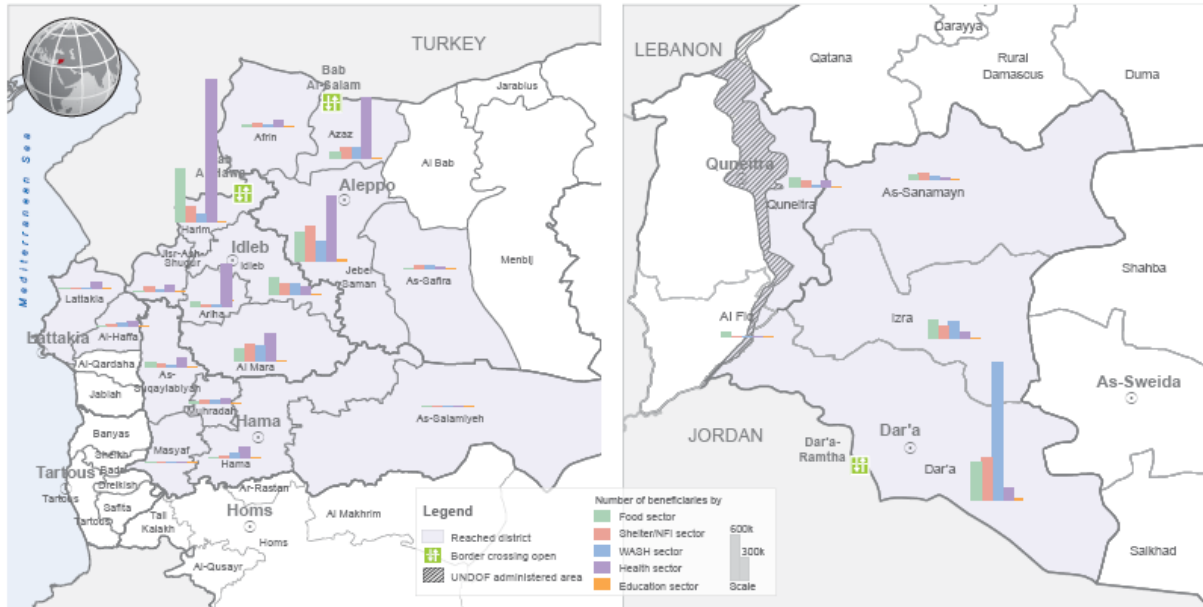 TURKEY
Bab
Al-Salam
Jarablus
Afrin
Azaz
Al Bab
Mediterranean Sea
Aleppo
Harim
Jisr-Ash-
Shugur
Idleb
Idleb
Menbij
Jebel
Saman
As-Safira
Lattakia
Ariha
Lattakia
Al-Haffa
Al-Qardaha
As-
Suqaylabiyah
Al Mara
Jablah
Muhradah
As-Salamiyeh
Banyas
Hama
Masyaf
Hama
Sheikh
Badr
Tartous
Dreikish
Tartous
Ar-Rastan
Safita
Tartous
Tall
Kalakh
Homs
Homs
Al Makhrim
Al-Qusayr
LEBANON
Darayya
Qatana
Rural
Damascus
Duma
Quneitra
Quneitra
As-Sanamayn
Shahba
Al Fiq
Izra
As-Sweida
JORDAN
Dar'a
Dar'a-
Ramtha
Dar'a
Salkhad
Legend
Reached district
Border crossing open
UNDOF administered area
Number of beneficiaries by
Food sector
Shelter/NFI sector
WASH sector
Health sector
Education sector
600k
300k
Scale